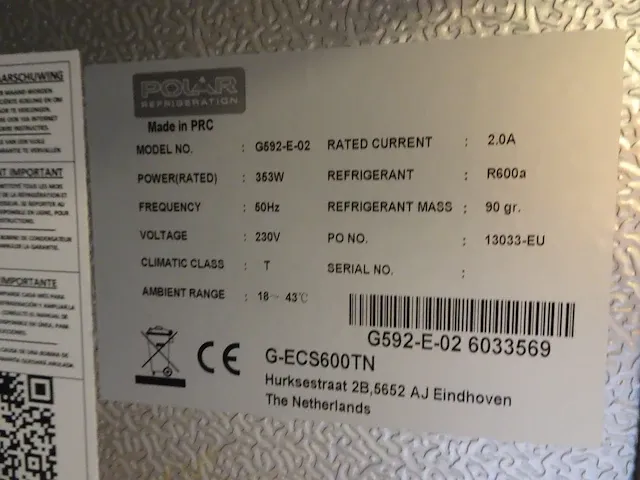 POLAR
REFRIGERATION
Made in PRC
MODEL NO. : G592-E-02
POWER(RATED) : 353W
FREQUENCY : 50Hz
VOLTAGE : 230V
CLIMATIC CLASS : T
AMBIENT RANGE : 18~ 43℃
RATED CURRENT : 2.0A
REFRIGERANT : R600a
REFRIGERANT MASS : 90 gr.
PO NO. : 13033-EU
SERIAL NO. :
G592-E-02 6033569
CE
G-ECS600TN
Hurksestraat 2B,5652 AJ Eindhoven
The Netherlands
ARSCHUWING
NT IMPORTANT
IMPORTANTE